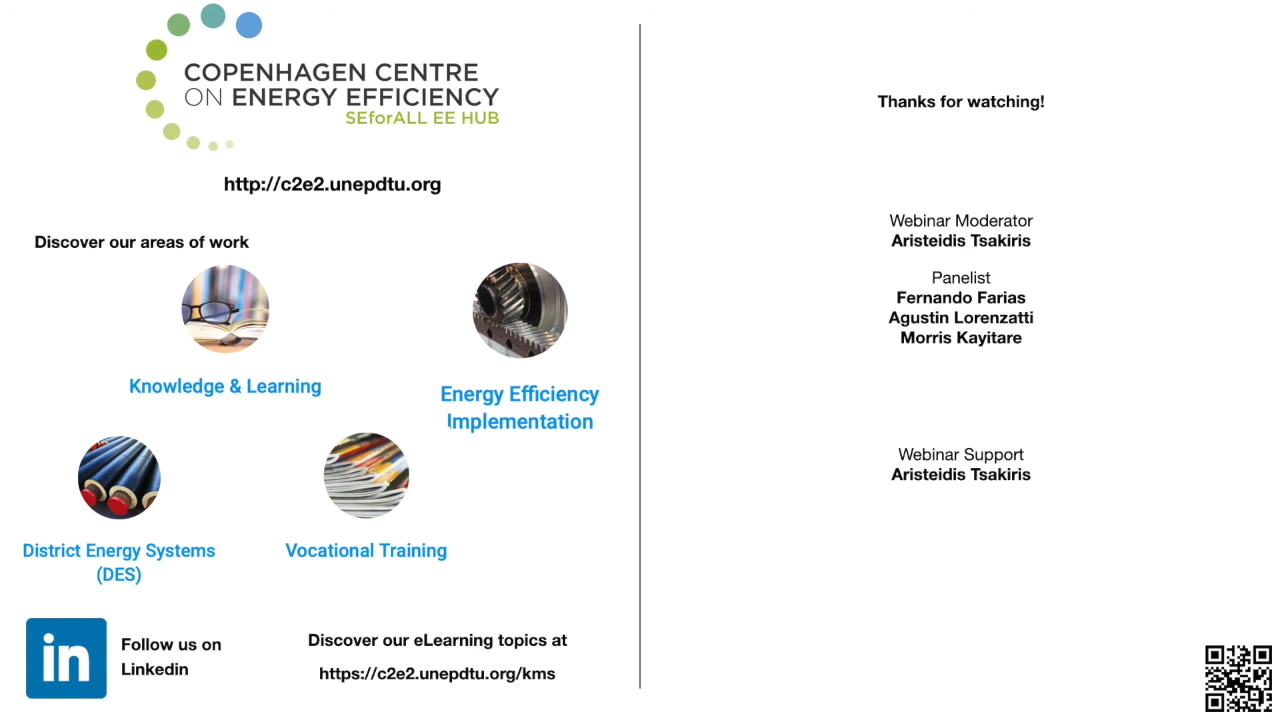 COPENHAGEN CENTRE
ON ENERGY EFFICIENCY
SEforALL EE HUB
http://c2e2.unepdtu.org
Discover our areas of work
Knowledge & Learning
Energy Efficiency
Implementation
District Energy Systems
(DES)
Vocational Training
in
Follow us on
Linkedin
Discover our eLearning topics at
https://c2e2.unepdtu.org/kms
Thanks for watching!
Webinar Moderator
Aristeidis Tsakiris
Panelist
Fernando Farias
Agustin Lorenzatti
Morris Kayitare
Webinar Support
Aristeidis Tsakiris